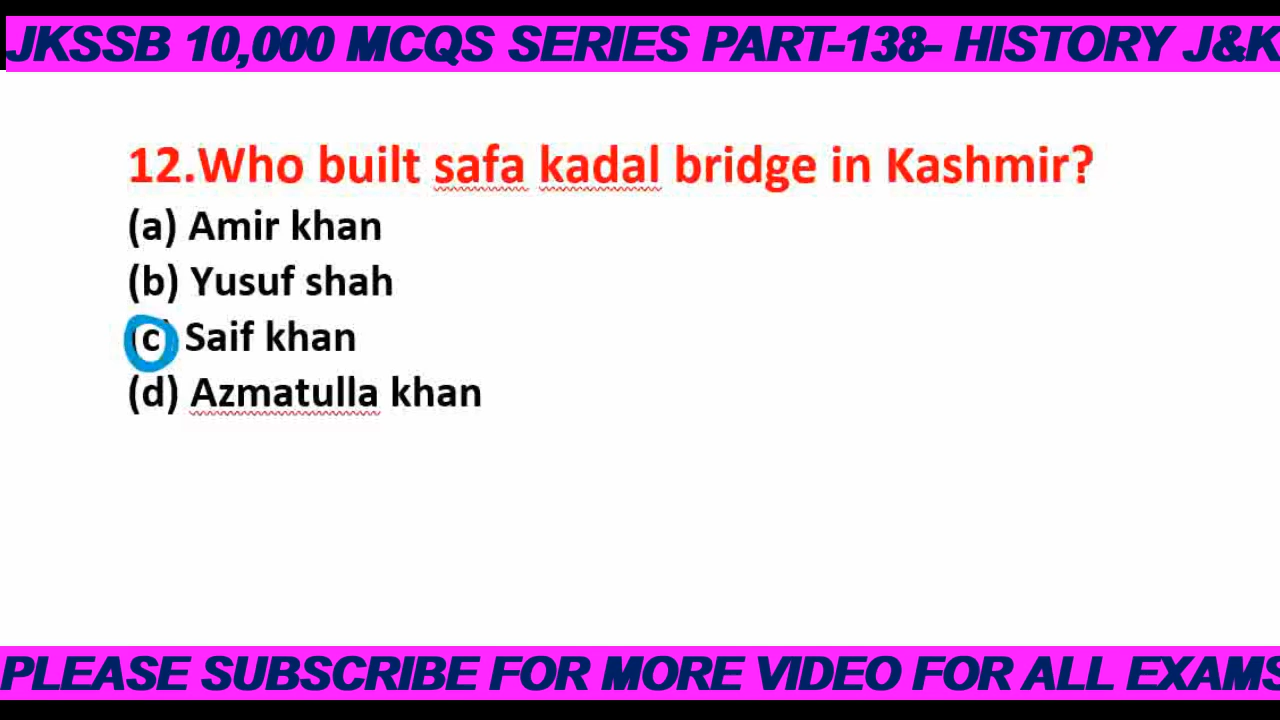 JKSSB 10,000 MCQS SERIES PART-138- HISTORY J&K
12.Who built safa kadal bridge in Kashmir?
(a) Amir khan
(b) Yusuf shah
(c) Saif khan
(d) Azmatulla khan
PLEASE SUBSCRIBE FOR MORE VIDEO FOR ALL EXAMS